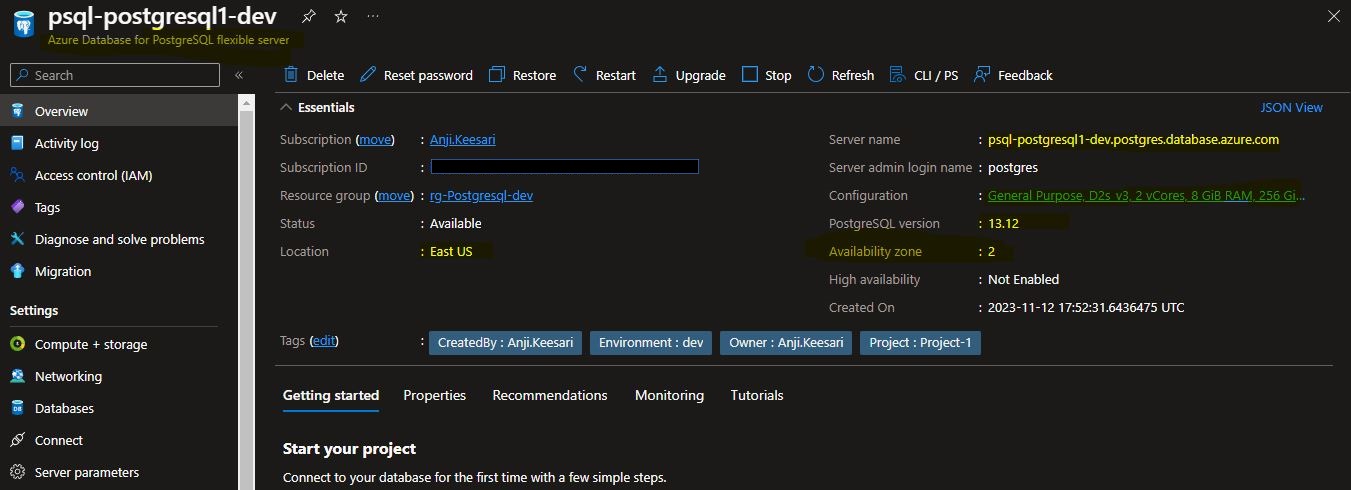 psql-postgresql1-dev
Azure Database for PostgreSQL flexible server
Search
Overview
Activity log
Access control (IAM)
Tags
Diagnose and solve problems
Migration
Settings
Compute + storage
Networking
Databases
Connect
Server parameters
Delete Reset password Restore Restart Upgrade Stop Refresh CLI / PS Feedback
Essentials
JSON View
Subscription (move) : Anji.Keesari
Subscription ID :
Resource group (move) : rg-Postgresql-dev
Status : Available
Location : East US
Server name : psql-postgresql1-dev.postgres.database.azure.com
Server admin login name : postgres
Configuration : General Purpose, D2s_v3, 2 vCores, 8 GiB RAM, 256 Gi...
PostgreSQL version : 13.12
Availability zone : 2
High availability : Not Enabled
Created On : 2023-11-12 17:52:31.6436475 UTC
Tags (edit) : CreatedBy : Anji.Keesari Environment : dev Owner : Anji.Keesari Project : Project-1
Getting started Properties Recommendations Monitoring Tutorials
Start your project
Connect to your database for the first time with a few simple steps.